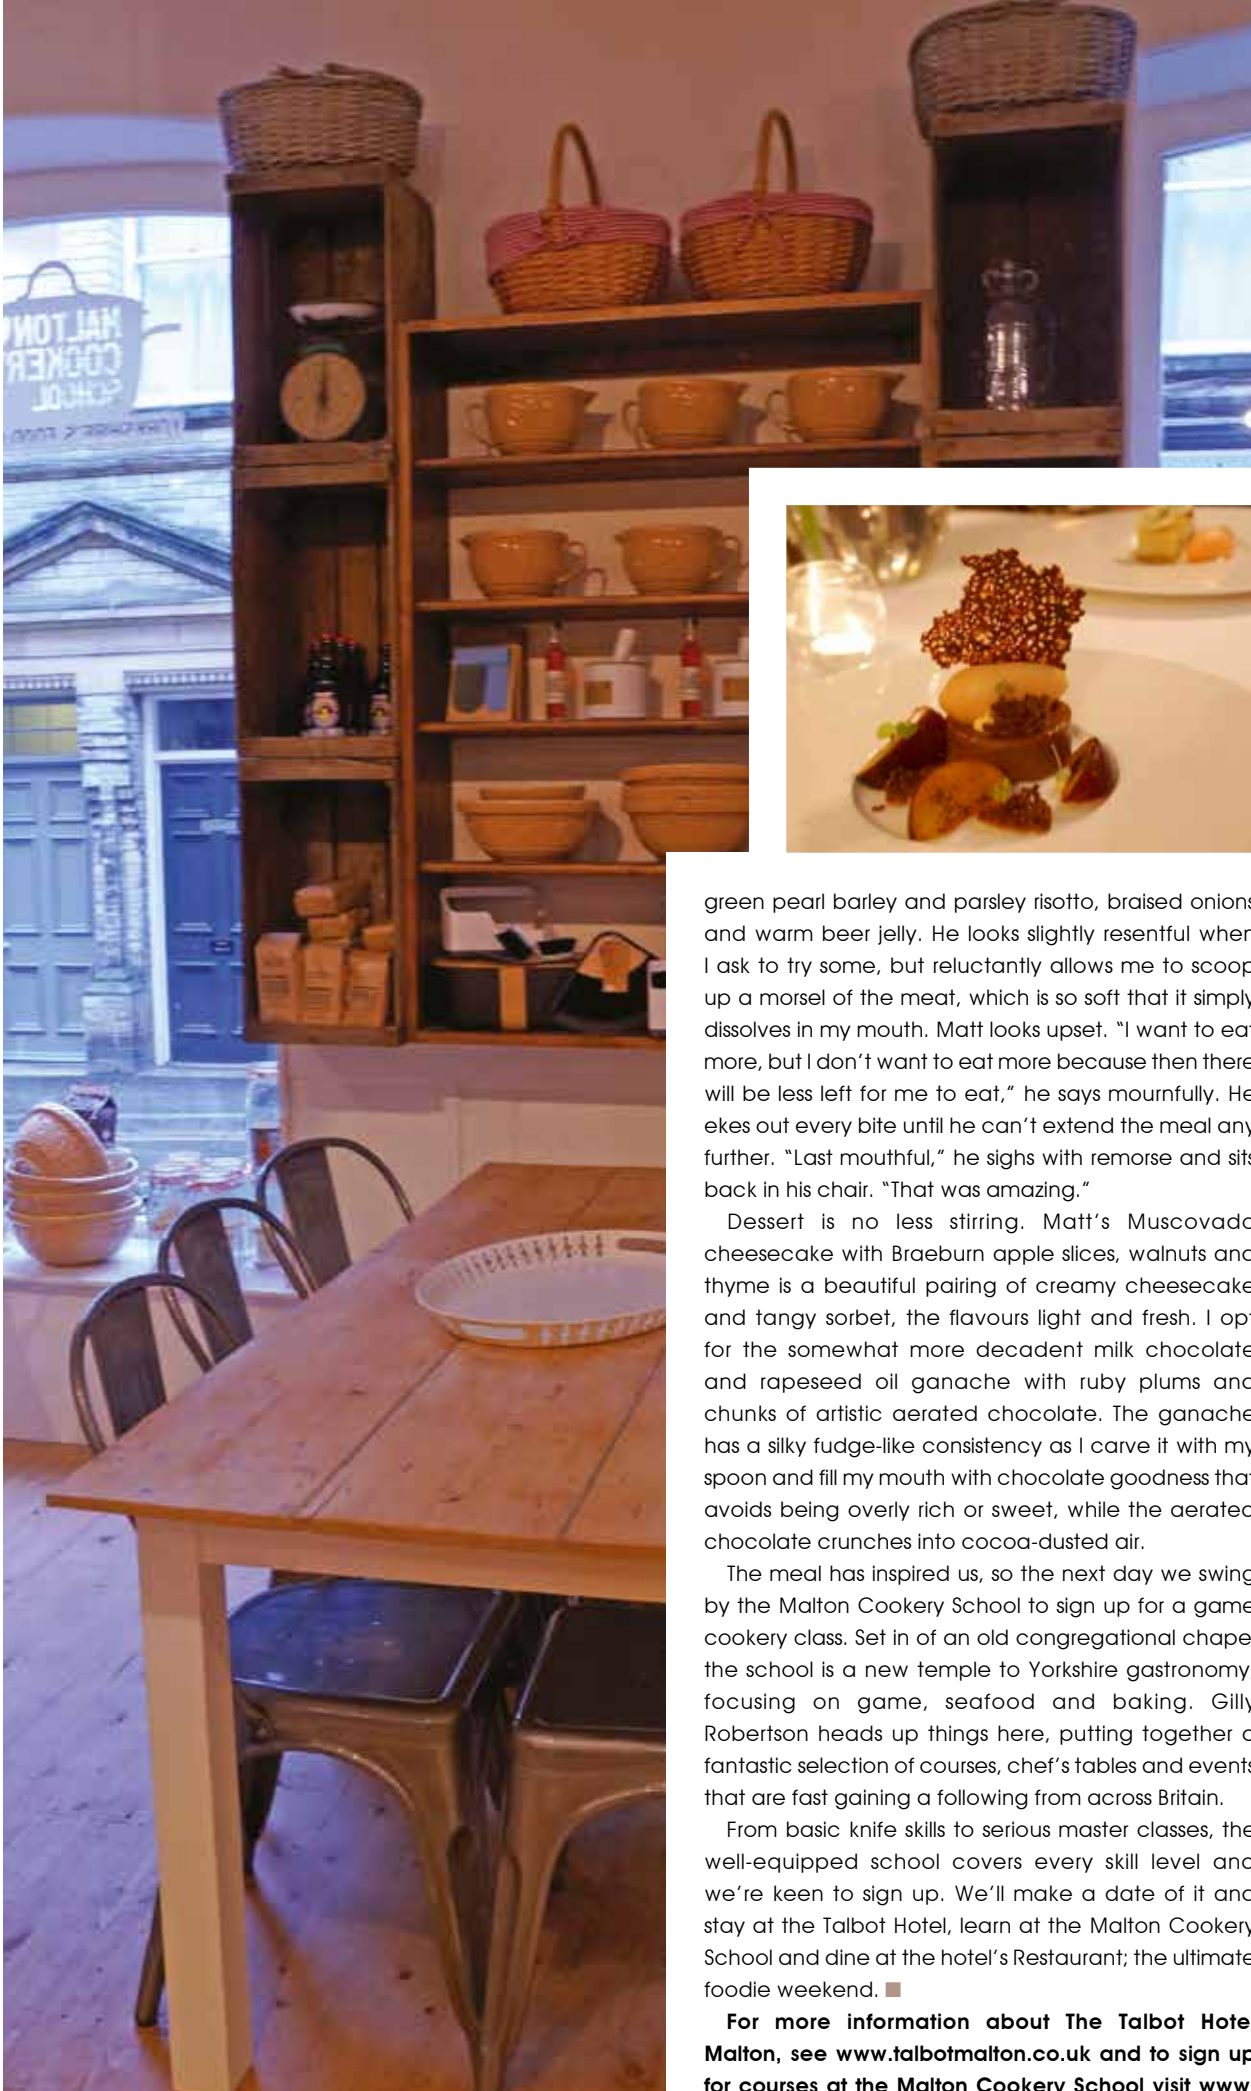 MALTON
COOKER
SCHOOL
green pearl barley and parsley risotto, braised onions
and warm beer jelly. He looks slightly resentful when
I ask to try some, but reluctantly allows me to scoop
up a morsel of the meat, which is so soft that it simply
dissolves in my mouth. Matt looks upset. “I want to eat
more, but I don’t want to eat more because then there
will be less left for me to eat,” he says mournfully. He
ekes out every bite until he can’t extend the meal any
further. “Last mouthful,” he sighs with remorse and sits
back in his chair. “That was amazing.”
Dessert is no less stirring. Matt’s Muscovado
cheesecake with Braeburn apple slices, walnuts and
thyme is a beautiful pairing of creamy cheesecake
and tangy sorbet, the flavours light and fresh. I opt
for the somewhat more decadent milk chocolate
and rapeseed oil ganache with ruby plums and
chunks of artistic aerated chocolate. The ganache
has a silky fudge-like consistency as I carve it with my
spoon and fill my mouth with chocolate goodness that
avoids being overly rich or sweet, while the aerated
chocolate crunches into cocoa-dusted air.
The meal has inspired us, so the next day we swing
by the Malton Cookery School to sign up for a game
cookery class. Set in of an old congregational chape
the school is a new temple to Yorkshire gastronomy,
focusing on game, seafood and baking. Gilly
Robertson heads up things here, putting together a
fantastic selection of courses, chef’s tables and events
that are fast gaining a following from across Britain.
From basic knife skills to serious master classes, the
well-equipped school covers every skill level and
we’re keen to sign up. We’ll make a date of it and
stay at the Talbot Hotel, learn at the Malton Cookery
School and dine at the hotel’s Restaurant; the ultimate
foodie weekend.
For more information about The Talbot Hote
Malton, see www.talbotmalton.co.uk and to sign up
for courses at the Malton Cookery School visit www.